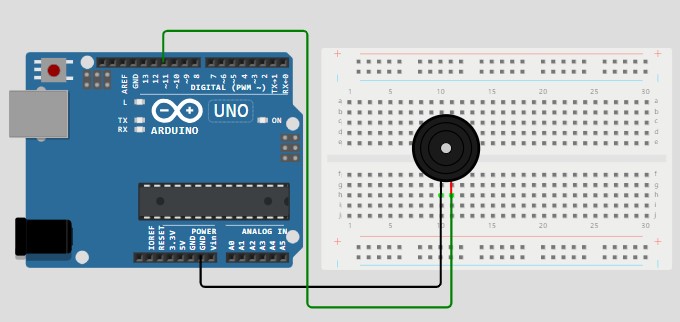 AREF
GND
13
12
~11
~10
~9
8
7
~6
~5
4
~3
2
TX→1
RX←0
DIGITAL (PWM ~)
L
TX
RX
UNO
ARDUINO
ON
IOREF
RESET
3.3V
5V
GND
GND
Vin
POWER
ANALOG IN
A0
A1
A2
A3
A4
A5
+ +
1 5 10 15 20 25 30
a a
b b
c c
d d
e e
f f
g g
h h
i i
j j
1 5 10 15 20 25 30
+ +